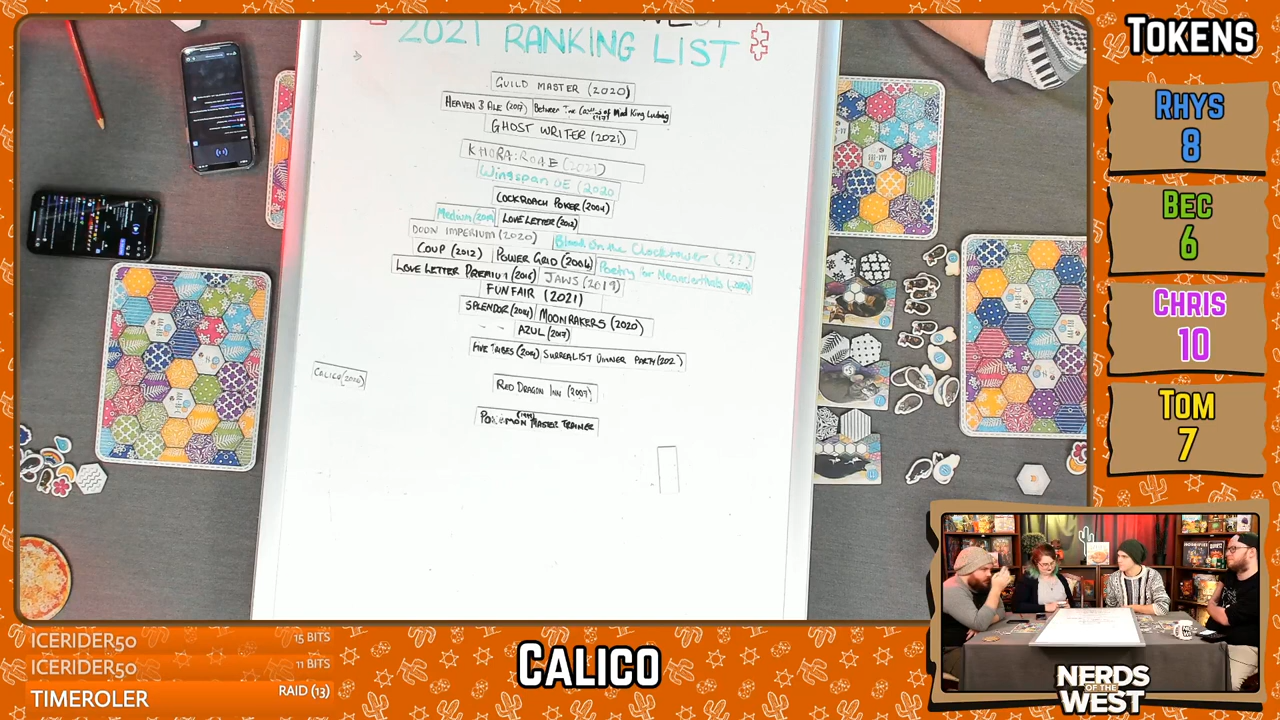 2021 RANKING LIST
GUILD MASTER (2020)
HEAVEN & ALE (2017) Between Two Castles of Mad King Ludwig
GHOST WRITER (2021)
KHORA: ROAE (2021)
Wingspan OE (2020
COCKROACH POKER (2004)
Medium (2019) LOVE LETTER (2012)
DOON IMPERIUM (2020) Blood on the Clocktower (??)
COUP (2012) POWER GRID (2004) Poetry for Neanderthals
LOVE LETTER PREMIUM (2016) JAWS (2019)
FUNFAIR (2021)
SPLENDOR (2014) MOONRAKERS (2020)
AZUL (2017)
FIVE TRIBES (2014) SURREALIST DINNER PARTY (202
CALICO (2020)
RED DRAGON INN (2007)
POKEMON MASTER TRAINER (1999)
TOKENS
RHYS
8
BEC
6
CHRIS
10
TOM
7
ICERIDER50 15 BITS
ICERIDER50 11 BITS
TIMEROLER RAID (13)
CALICO
NERDS
OF THE
WEST